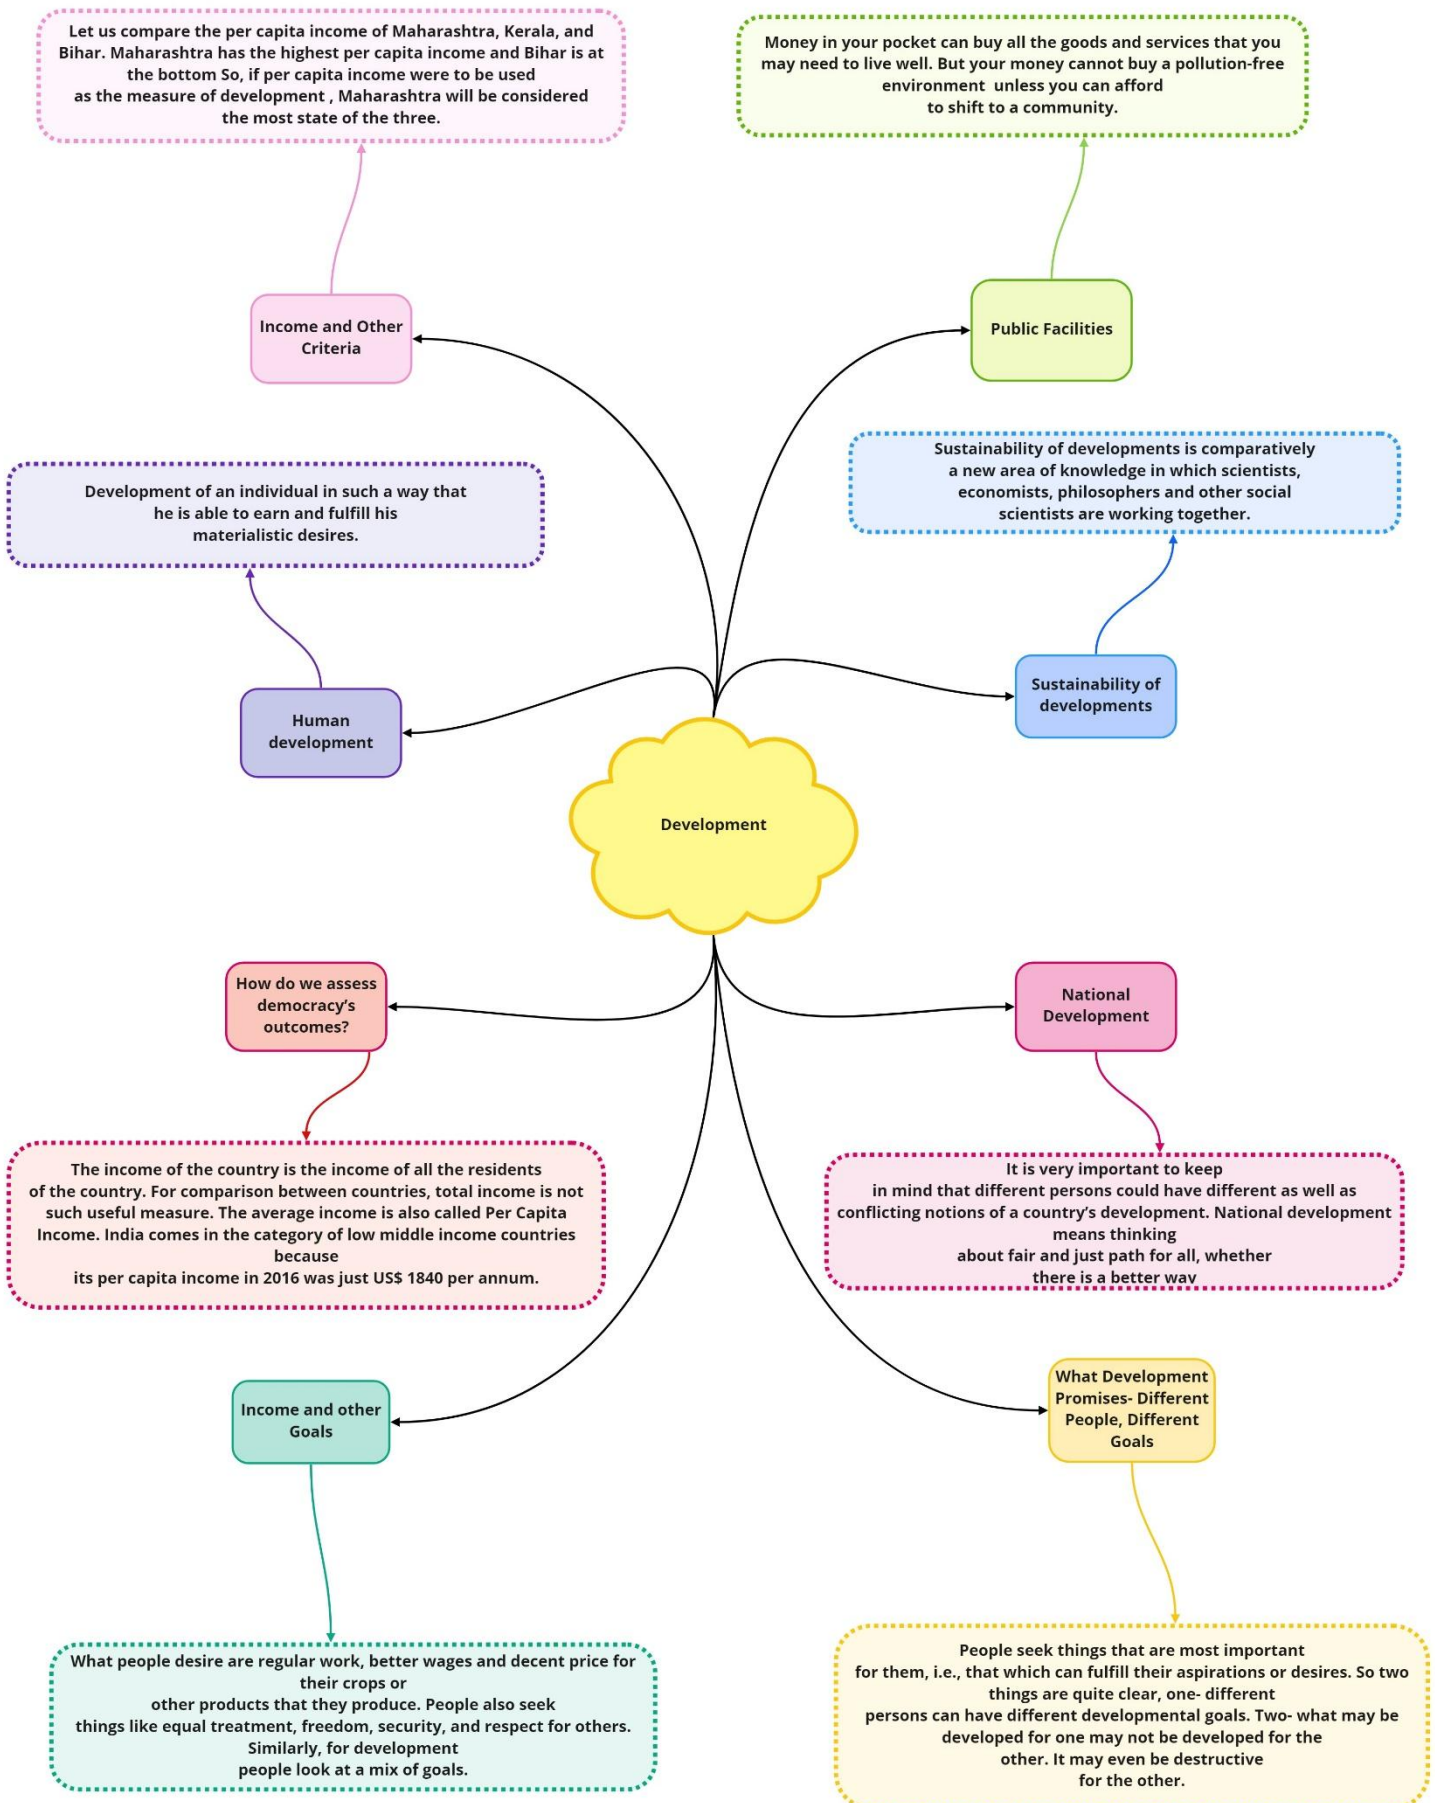 Let us compare the per capita income of Maharashtra, Kerala, and
Bihar. Maharashtra has the highest per capita income and Bihar is at
the bottom So, if per capita income were to be used
as the measure of development , Maharashtra will be considered
the most state of the three.
Money in your pocket can buy all the goods and services that you
may need to live well. But your money cannot buy a pollution-free
environment  unless you can afford
to shift to a community.
Income and Other
Criteria
Public Facilities
Development of an individual in such a way that
he is able to earn and fulfill his
materialistic desires.
Sustainability of developments is comparatively
a new area of knowledge in which scientists,
economists, philosophers and other social
scientists are working together.
Human
development
Sustainability of
developments
Development
How do we assess
democracy’s
outcomes?
National
Development
The income of the country is the income of all the residents
of the country. For comparison between countries, total income is not
such useful measure. The average income is also called Per Capita
Income. India comes in the category of low middle income countries
because
its per capita income in 2016 was just US$ 1840 per annum.
It is very important to keep
in mind that different persons could have different as well as
conflicting notions of a country’s development. National development
means thinking
about fair and just path for all, whether
there is a better way
Income and other
Goals
What Development
Promises- Different
People, Different
Goals
What people desire are regular work, better wages and decent price for
their crops or
other products that they produce. People also seek
things like equal treatment, freedom, security, and respect for others.
Similarly, for development
people look at a mix of goals.
People seek things that are most important
for them, i.e., that which can fulfill their aspirations or desires. So two
things are quite clear, one- different
persons can have different developmental goals. Two- what may be
developed for one may not be developed for the
other. It may even be destructive
for the other.